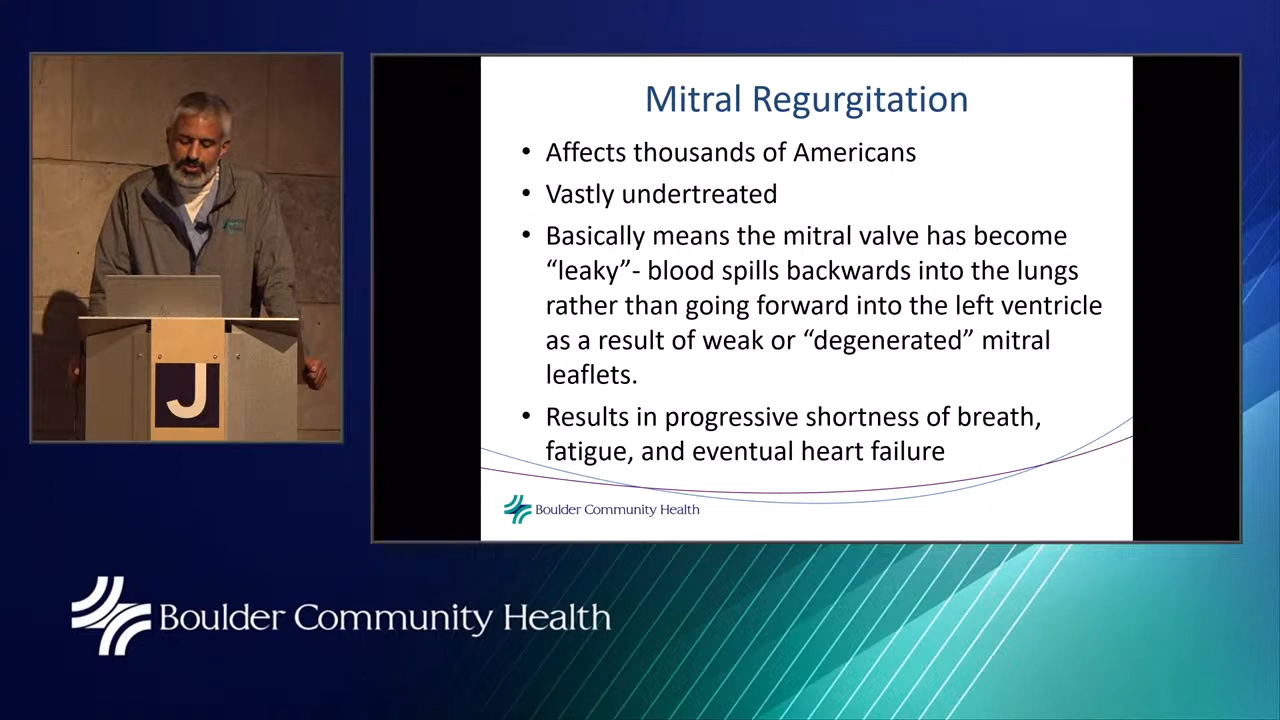 Mitral Regurgitation
• Affects thousands of Americans
• Vastly undertreated
• Basically means the mitral valve has become
“leaky”- blood spills backwards into the lungs
rather than going forward into the left ventricle
as a result of weak or “degenerated” mitral
leaflets.
• Results in progressive shortness of breath,
fatigue, and eventual heart failure
Boulder Community Health
J
Boulder Community Health